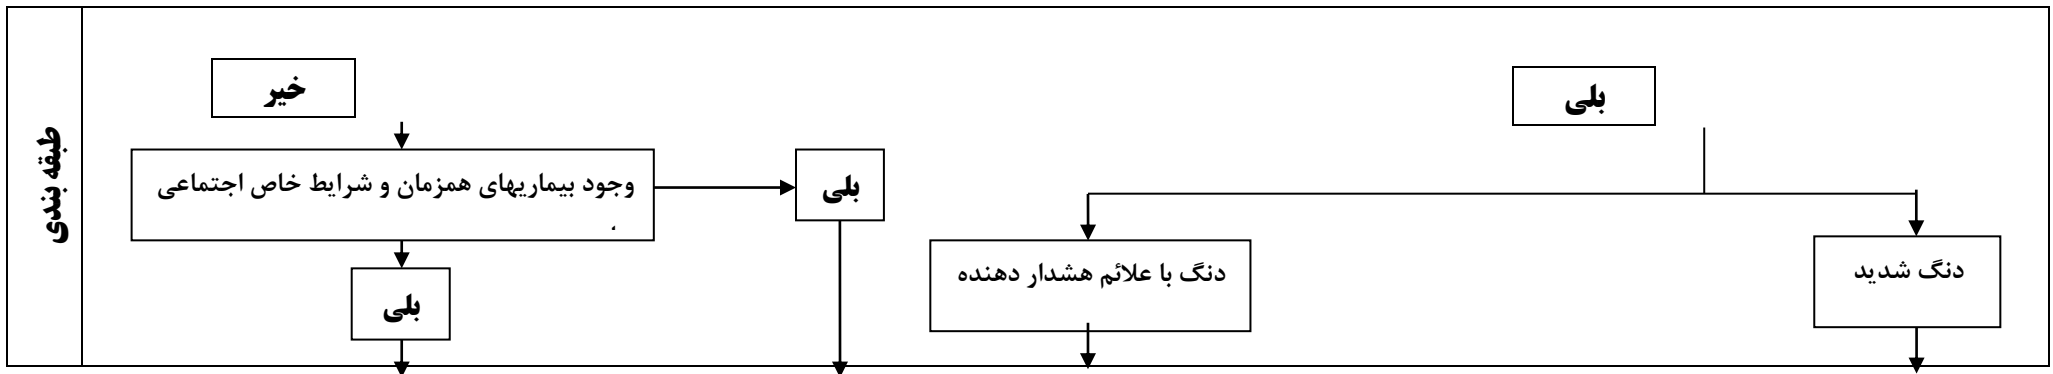 طبقه بندی
بلی
خیر
وجود بیماریهای همزمان و شرایط خاص اجتماعی
بلی
دنگ شدید
دنگ با علائم هشدار دهنده
بلی